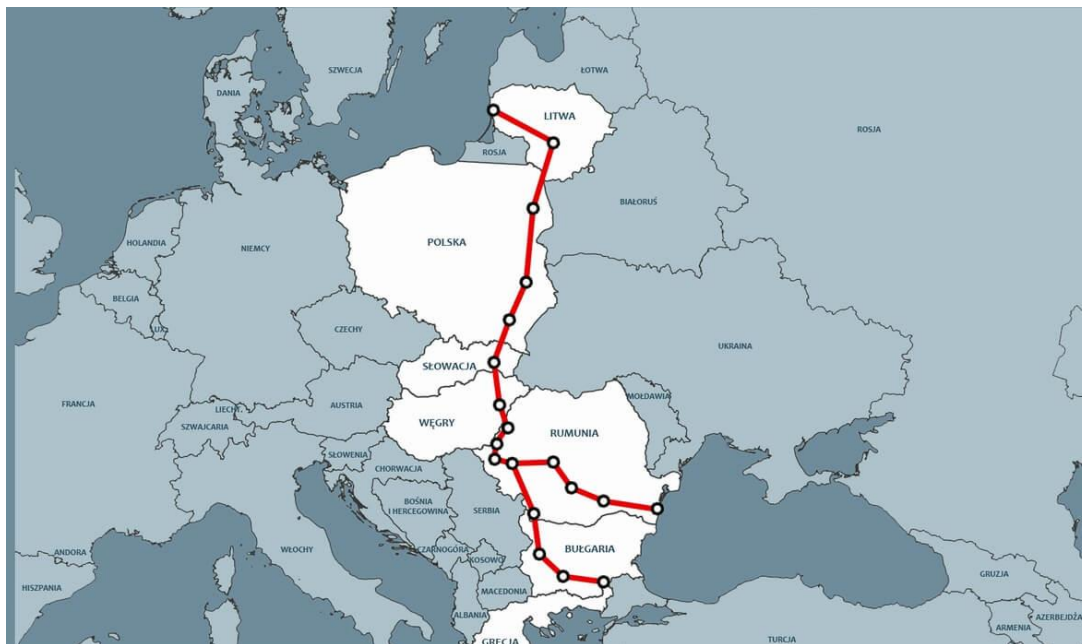 SZWECJA
ŁOTWA
DANIA
LITWA
ROSJA
ROSJA
BIAŁORUŚ
POLSKA
HOLANDIA
NIEMCY
BELGIA
LUX.
CZECHY
UKRAINA
SŁOWACJA
MOŁDAWIA
FRANCJA
LIECHT.
AUSTRIA
WĘGRY
SZWAJCARIA
RUMUNIA
SŁOWENIA
CHORWACJA
BOŚNIA
I HERCEGOWINA
SERBIA
WŁOCHY
CZARNOGÓRA
BUŁGARIA
ANDORA
KOSOWO
GRUZJA
HISZPANIA
MACEDONIA
ALBANIA
AZERBEJDŻA
ARMENIA
GRECJA
TURCJA